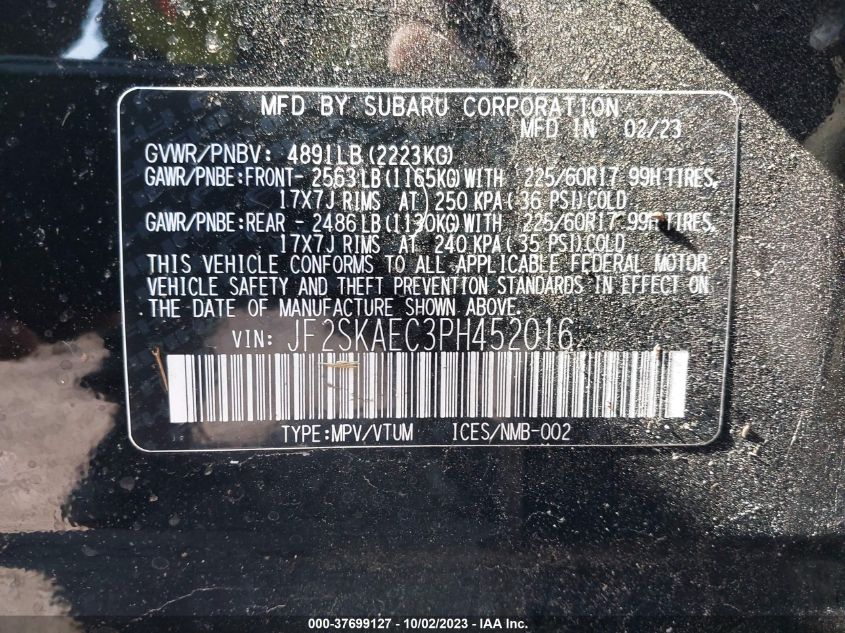 MFD BY SUBARU CORPORATION
MFD IN 02/23
GVWR/PNBV: 4891LB(2223KG)
GAWR/PNBE:FRONT- 2563LB(1165KG)WITH 225/60R17 99H TIRES,
17X7J RIMS AT 250 KPA(36 PSI)COLD
GAWR/PNBE:REAR - 2486LB(1130KG)WITH 225/60R17 99H TIRES,
17X7J RIMS AT 240 KPA(35 PSI)COLD
THIS VEHICLE CONFORMS TO ALL APPLICABLE FEDERAL MOTOR
VEHICLE SAFETY AND THEFT PREVENTION STANDARDS IN EFFECT ON
THE DATE OF MANUFACTURE SHOWN ABOVE.
VIN: JF2SKAEC3PH452016
TYPE:MPV/VTUM ICES/NMB-002
000-37699127 - 10/02/2023 - IAA Inc.